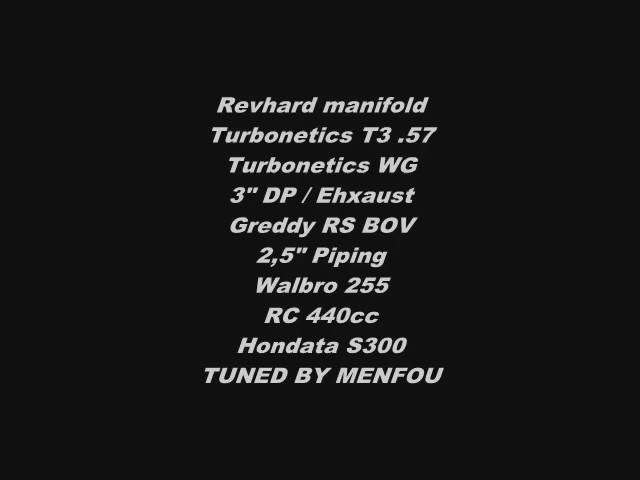 Revhard manifold
Turbonetics T3 .57
Turbonetics WG
3" DP / Ehxaust
Greddy RS BOV
2,5" Piping
Walbro 255
RC 440cc
Hondata S300
TUNED BY MENFOU